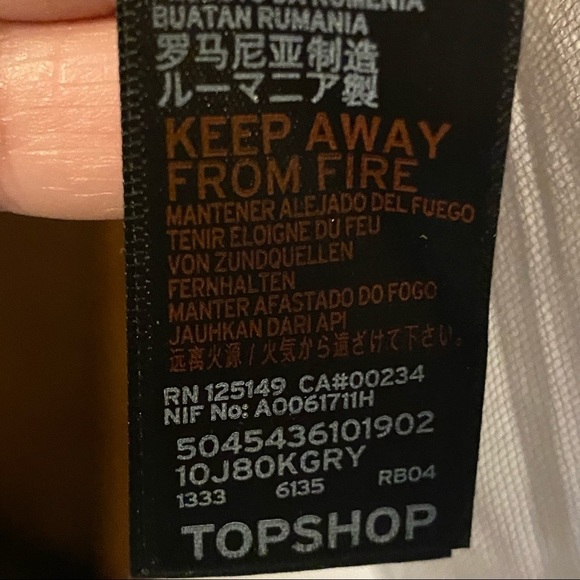 BUATAN RUMANIA
罗马尼亚制造
ルーマニア製
KEEP AWAY
FROM FIRE
MANTENER ALEJADO DEL FUEGO
TENIR ELOIGNE DU FEU
VON ZUNDQUELLEN
FERNHALTEN
MANTER AFASTADO DO FOGO
JAUHKAN DARI API
远离火源 / 火気から遠ざけて下さい。
RN 125149 CA#00234
NIF No: A0061711H
5045436101902
10J80KGRY
1333 6135 RB04
TOPSHOP